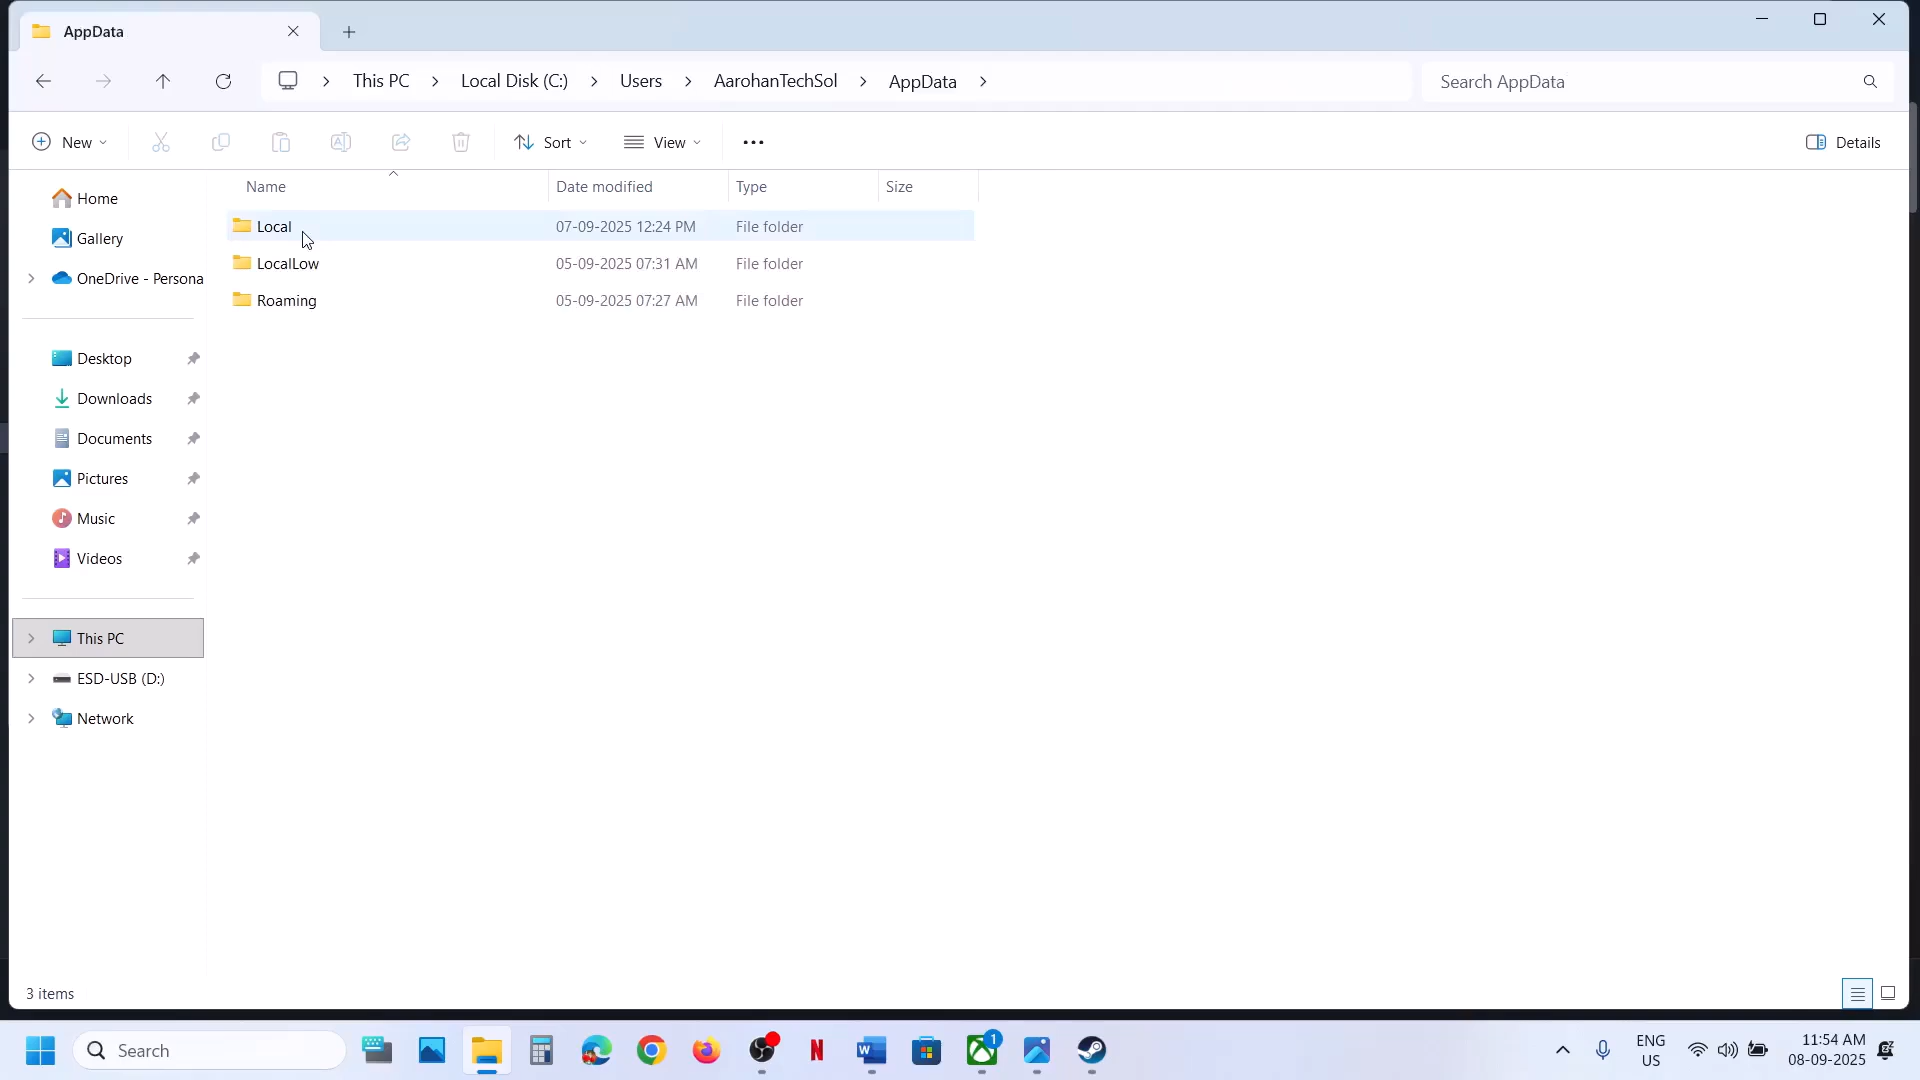 AppData
This PC Local Disk (C:) Users AarohanTechSol AppData
Search AppData
New Sort View Details
Name Date modified Type Size
Local 07-09-2025 12:24 PM File folder
LocalLow 05-09-2025 07:31 AM File folder
Roaming 05-09-2025 07:27 AM File folder
Home
Gallery
OneDrive - Persona
Desktop
Downloads
Documents
Pictures
Music
Videos
This PC
ESD-USB (D:)
Network
3 items
Search
1
ENG
US
11:54 AM
08-09-2025